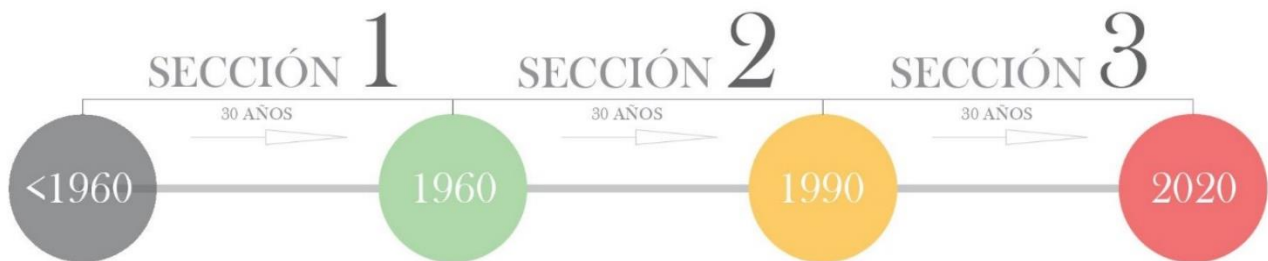 SECCIÓN 1
SECCIÓN 2
SECCIÓN 3
30 AÑOS
30 AÑOS
30 AÑOS
<1960
1960
1990
2020